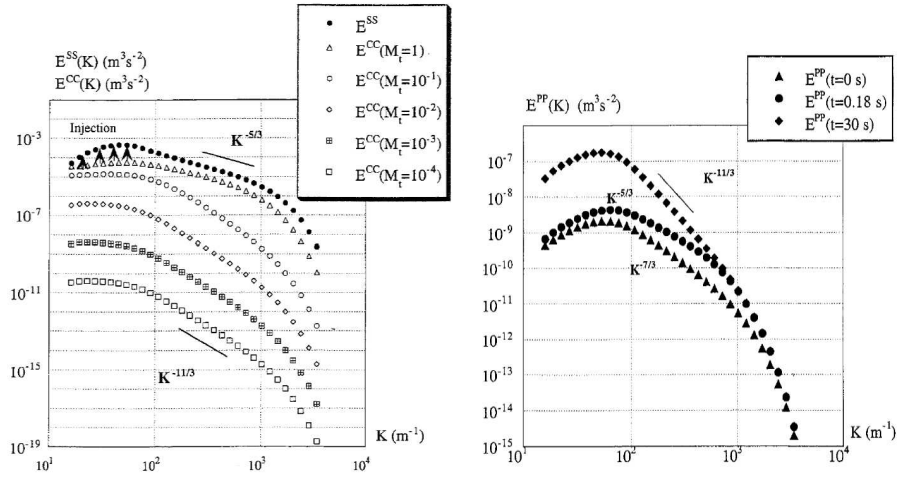 E^SS(K) (m^3s^-2)
E^CC(K) (m^3s^-2)
E^SS
E^CC(M_t=1)
E^CC(M_t=10^-1)
E^CC(M_t=10^-2)
E^CC(M_t=10^-3)
E^CC(M_t=10^-4)
Injection
K^-5/3
K^-11/3
10^-3
10^-7
10^-11
10^-15
10^-19
10^1
10^2
10^3
10^4
K (m^-1)
E^PP(K) (m^3s^-2)
E^PP(t=0 s)
E^PP(t=0.18 s)
E^PP(t=30 s)
K^-11/3
K^-5/3
K^-7/3
10^-7
10^-8
10^-9
10^-10
10^-11
10^-12
10^-13
10^-14
10^-15
10^1
10^2
10^3
10^4
K (m^-1)